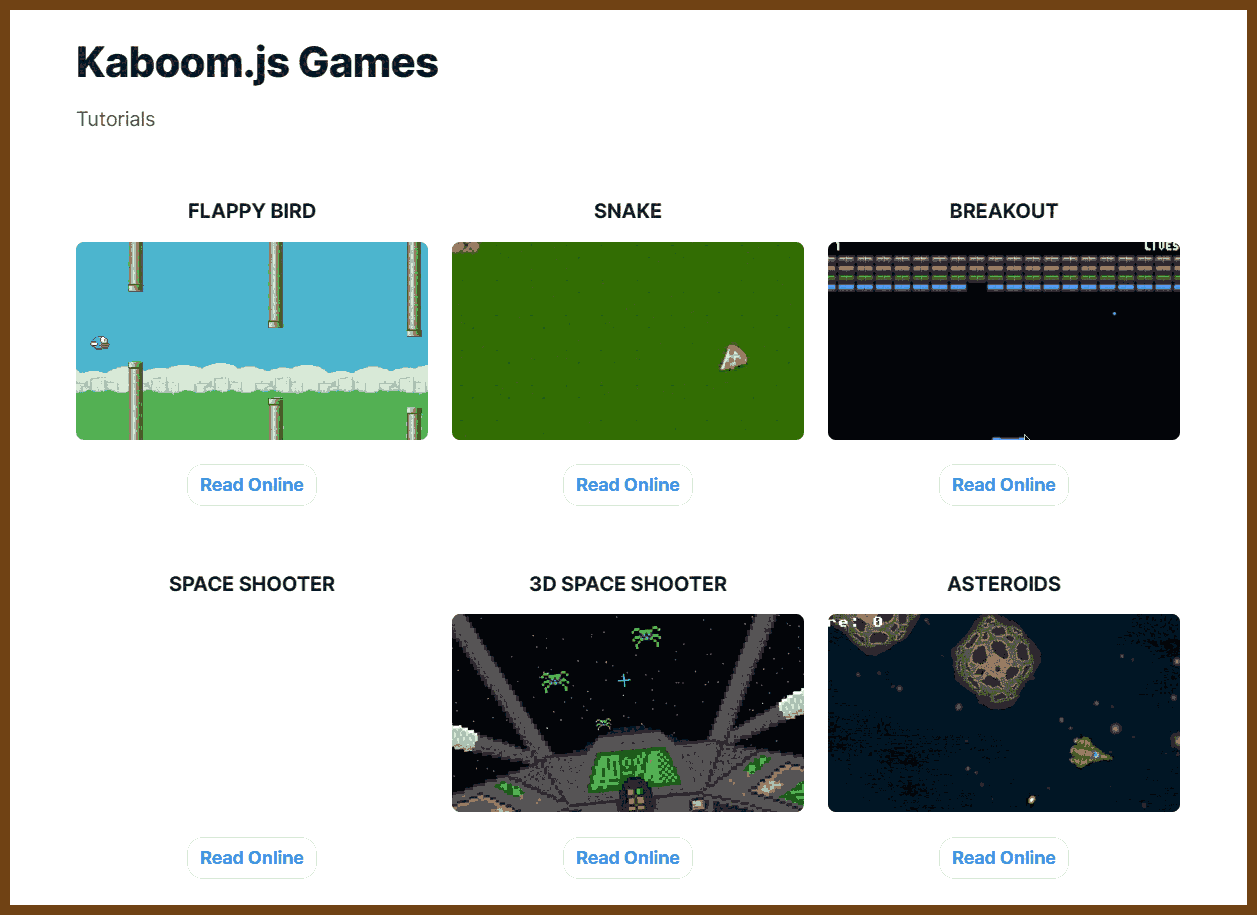 Kaboom.js Games
Tutorials
FLAPPY BIRD
SNAKE
BREAKOUT
LIVES
Read Online
Read Online
Read Online
SPACE SHOOTER
3D SPACE SHOOTER
ASTEROIDS
re: 0
Read Online
Read Online
Read Online